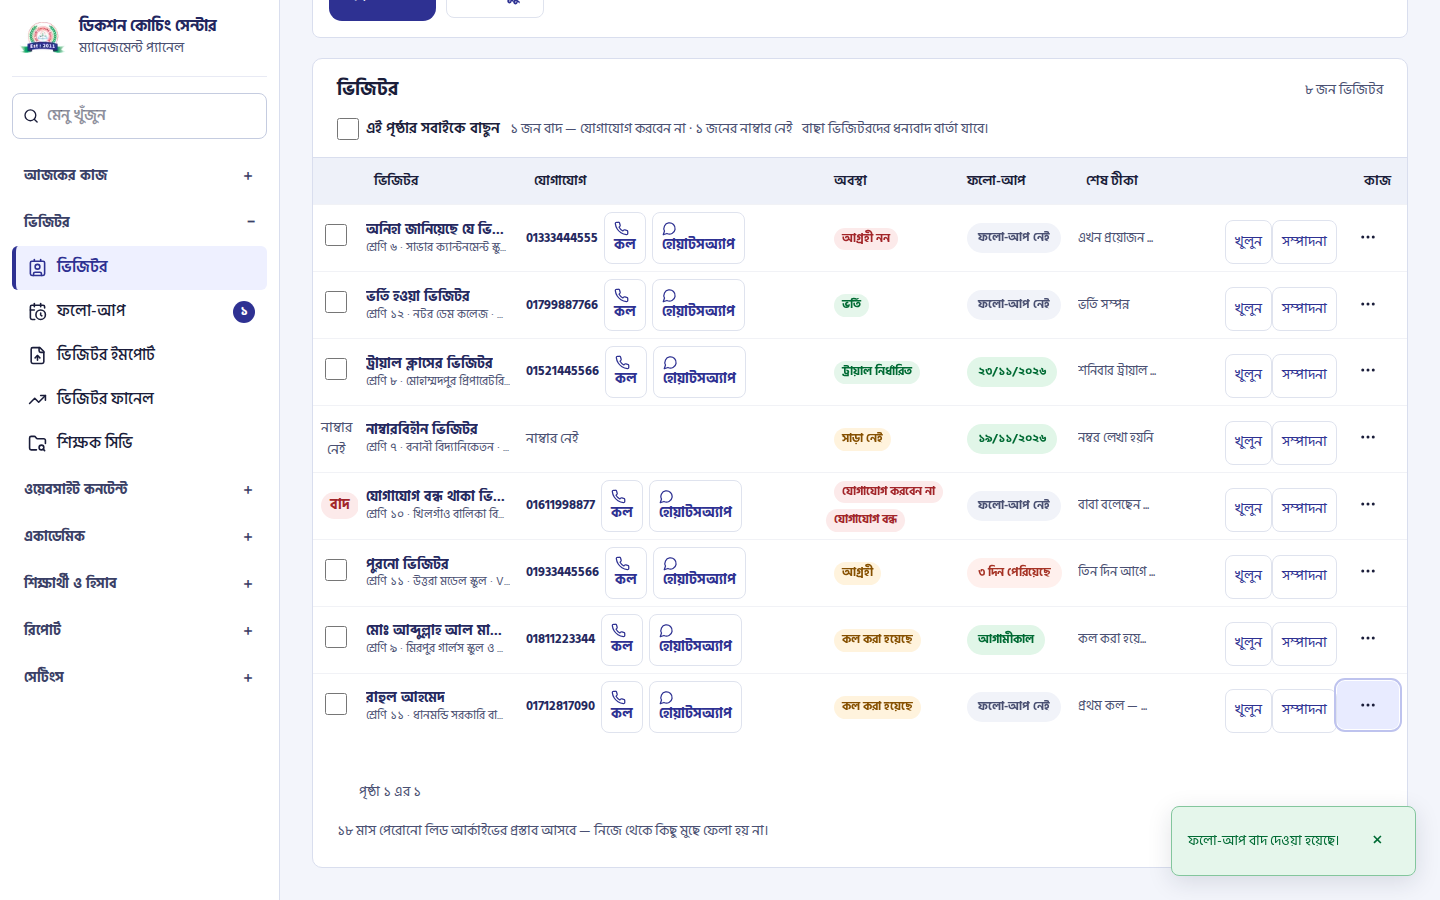 ডিকশন কোচিং সেন্টার
ম্যানেজমেন্ট প্যানেল
Est : 2011
মেনু খুঁজুন
আজকের কাজ +
ভিজিটর −
ভিজিটর
ফলো-আপ ১
ভিজিটর ইমপোর্ট
ভিজিটর ফানেল
শিক্ষক সিভি
ওয়েবসাইট কনটেন্ট +
একাডেমিক +
শিক্ষার্থী ও হিসাব +
রিপোর্ট +
সেটিংস +
ভিজিটর ৮ জন ভিজিটর
এই পৃষ্ঠার সবাইকে বাছুন ১ জন বাদ — যোগাযোগ করবেন না · ১ জনের নাম্বার নেই বাছা ভিজিটরদের ধন্যবাদ বার্তা যাবে।
ভিজিটর যোগাযোগ অবস্থা ফলো-আপ শেষ টীকা কাজ
অনিহা জানিয়েছে যে ভি... 01333444555 কল হোয়াটসঅ্যাপ আগ্রহী নন ফলো-আপ নেই এখন প্রয়োজন ... খুলুন সম্পাদনা ...
শ্রেণি ৬ · সাভার ক্যান্টনমেন্ট স্কু...
ভর্তি হওয়া ভিজিটর 01799887766 কল হোয়াটসঅ্যাপ ভর্তি ফলো-আপ নেই ভর্তি সম্পন্ন খুলুন সম্পাদনা ...
শ্রেণি ১২ · নটর ডেম কলেজ · ...
ট্রায়াল ক্লাসের ভিজিটর 01521445566 কল হোয়াটসঅ্যাপ ট্রায়াল নির্ধারিত ২৩/১১/২০২৬ শনিবার ট্রায়াল ... খুলুন সম্পাদনা ...
শ্রেণি ৮ · মোহাম্মদপুর প্রিপারেটরি...
নাম্বার নেই নাম্বারবিহীন ভিজিটর নাম্বার নেই সাড়া নেই ১৯/১১/২০২৬ নম্বর লেখা হয়নি খুলুন সম্পাদনা ...
শ্রেণি ৭ · বনানী বিদ্যানিকেতন · ...
বাদ যোগাযোগ বন্ধ থাকা ভি... 01611998877 কল হোয়াটসঅ্যাপ যোগাযোগ করবেন না যোগাযোগ বন্ধ ফলো-আপ নেই বাবা বলেছেন ... খুলুন সম্পাদনা ...
শ্রেণি ১০ · খিলগাঁও বালিকা বি...
পুরনো ভিজিটর 01933445566 কল হোয়াটসঅ্যাপ আগ্রহী ৩ দিন পেরিয়েছে তিন দিন আগে ... খুলুন সম্পাদনা ...
শ্রেণি ১১ · উত্তরা মডেল স্কুল · V...
মোঃ আব্দুল্লাহ আল মা... 01811223344 কল হোয়াটসঅ্যাপ কল করা হয়েছে আগামীকাল কল করা হয়ে... খুলুন সম্পাদনা ...
শ্রেণি ৯ · মিরপুর গার্লস স্কুল ও ...
রাহুল আহমেদ 01712817090 কল হোয়াটসঅ্যাপ কল করা হয়েছে ফলো-আপ নেই প্রথম কল — ... খুলুন সম্পাদনা ...
শ্রেণি ১১ · ধানমন্ডি সরকারি বা...
পৃষ্ঠা ১ এর ১
১৮ মাস পেরোনো লিড আর্কাইভের প্রস্তাব আসবে — নিজে থেকে কিছু মুছে ফেলা হয় না।
ফলো-আপ বাদ দেওয়া হয়েছে। ×